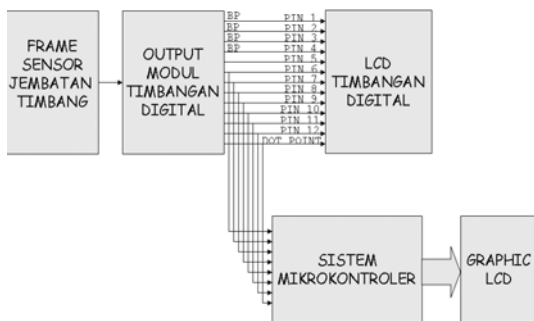 FRAME
SENSOR
JEMBATAN
TIMBANG
OUTPUT
MODUL
TIMBANGAN
DIGITAL
BP
BP
BP
BP
PIN 1
PIN 2
PIN 3
PIN 4
PIN 5
PIN 6
PIN 7
PIN 8
PIN 9
PIN 10
PIN 11
PIN 12
DOT POINT
LCD
TIMBANGAN
DIGITAL
SISTEM
MIKROKONTROLER
GRAPHIC
LCD